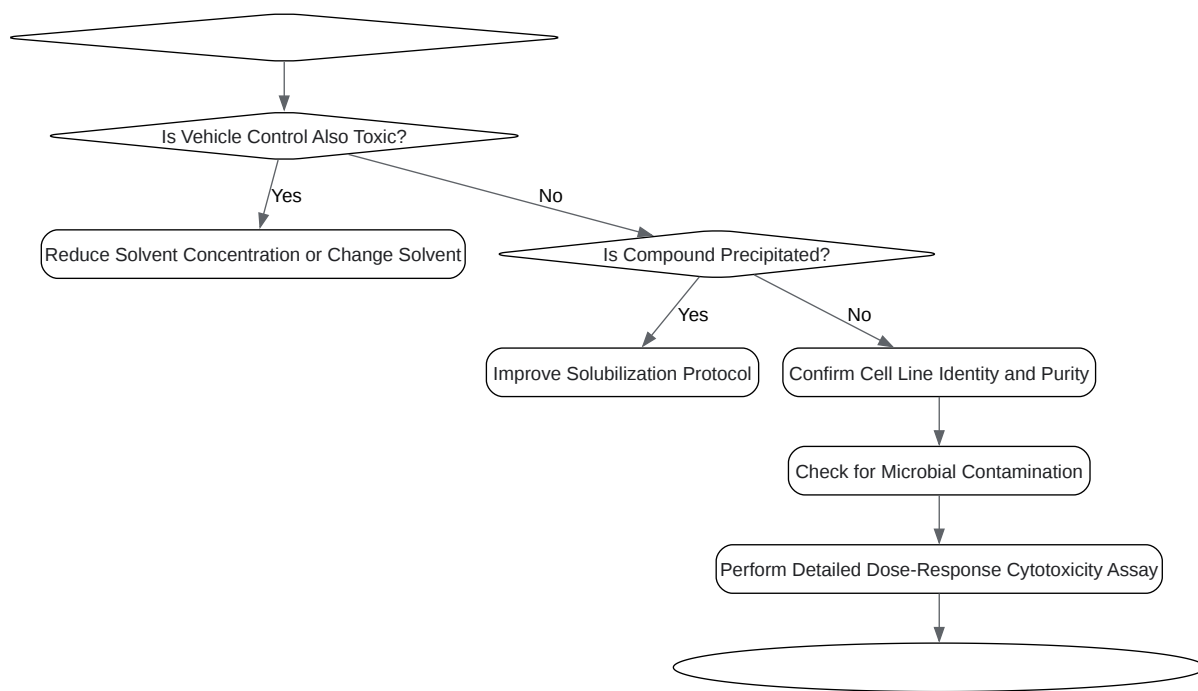 Is Vehicle Control Also Toxic?
Yes
No
Reduce Solvent Concentration or Change Solvent
Is Compound Precipitated?
Yes
No
Improve Solubilization Protocol
Confirm Cell Line Identity and Purity
Check for Microbial Contamination
Perform Detailed Dose-Response Cytotoxicity Assay